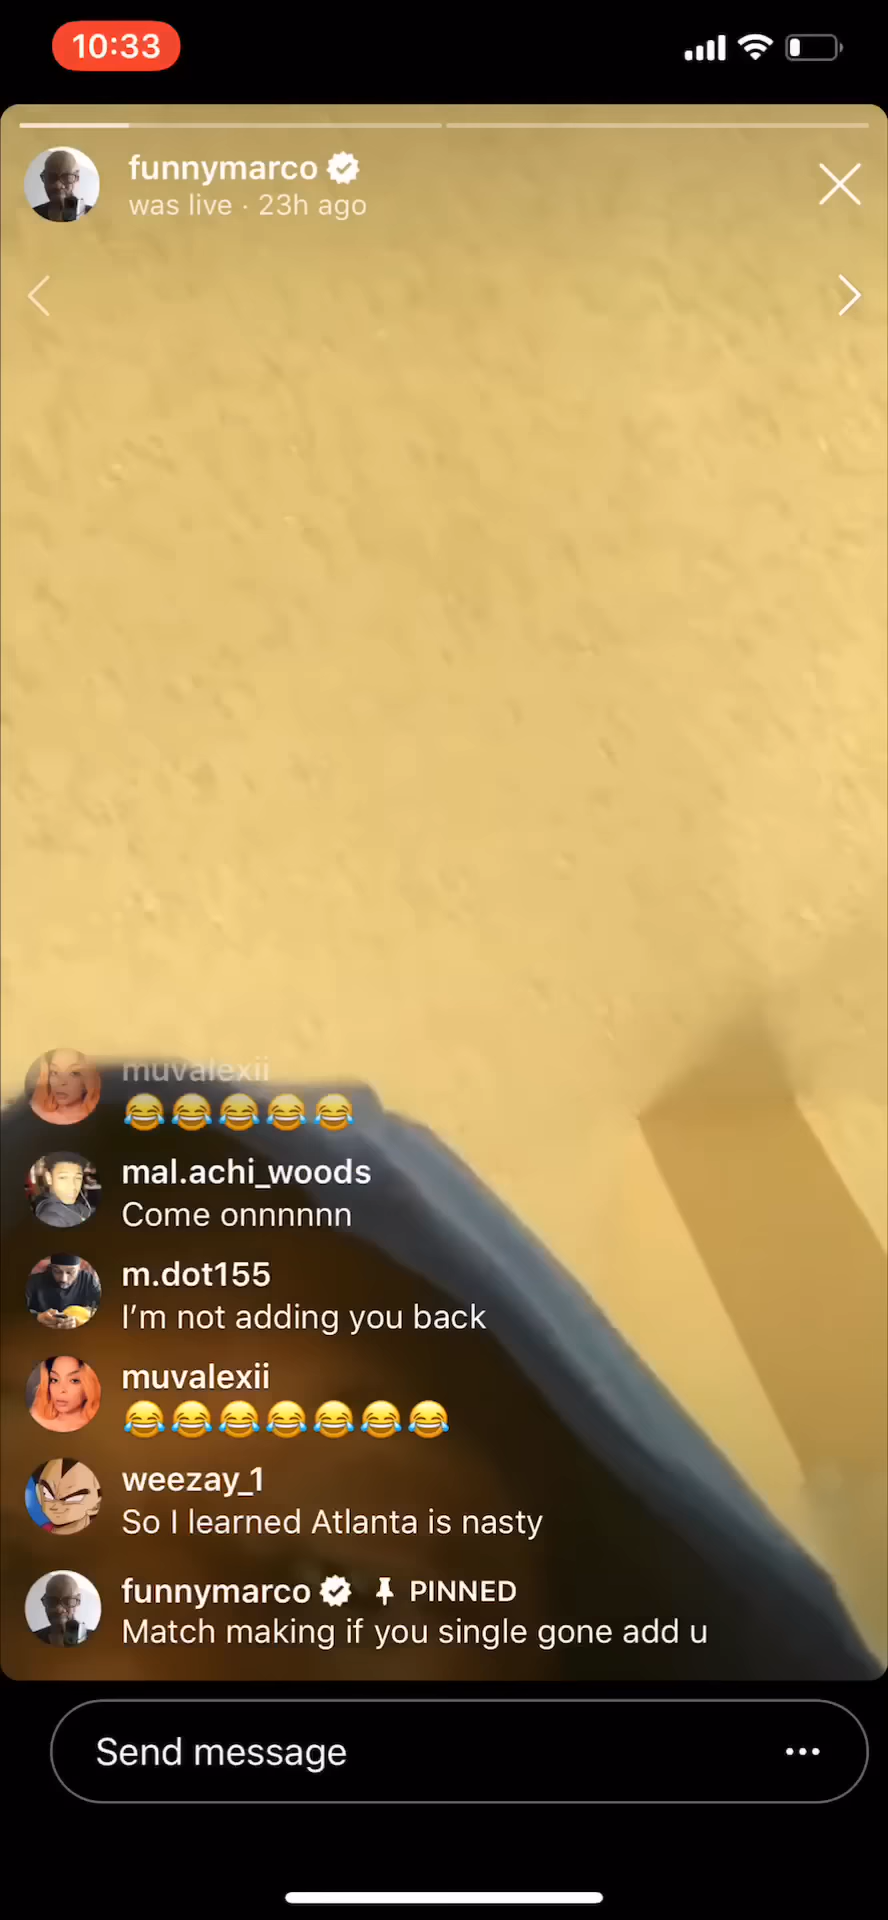 10:33
funnymarco
was live · 23h ago
muvalexii
😂😂😂😂😂
mal.achi_woods
Come onnnnnn
m.dot155
I’m not adding you back
muvalexii
😂😂😂😂😂😂😂
weezay_1
So I learned Atlanta is nasty
funnymarco PINNED
Match making if you single gone add u
Send message